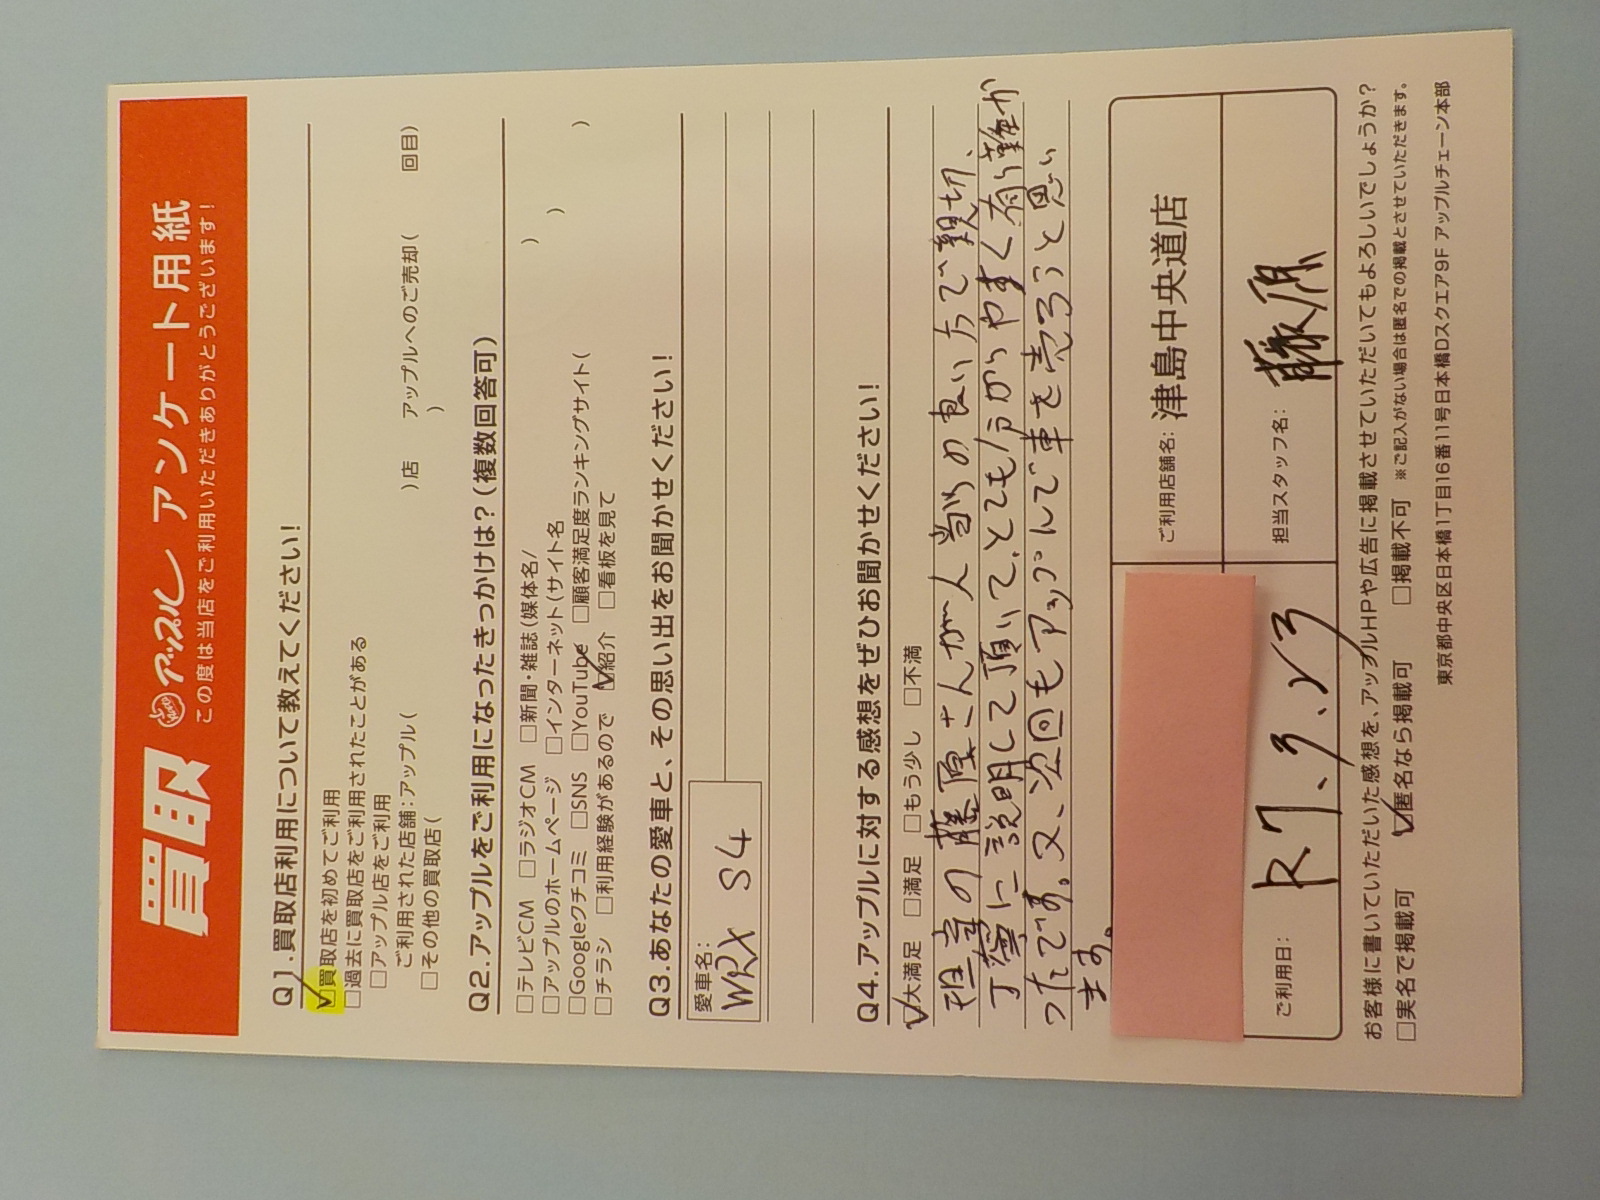 買取 アップル アンケート用紙
この度は当店をご利用いただきありがとうございます!
Q1.買取店利用について教えてください!
☑買取店を初めてご利用
□過去に買取店をご利用されたことがある
□アップル店をご利用
ご利用された店舗:アップル( )店 アップルへのご売却( 回目)
□その他の買取店( )
Q2.アップルをご利用になったきっかけは?(複数回答可)
□テレビCM □ラジオCM □新聞・雑誌(媒体名/ )
□アップルのホームページ □インターネット(サイト名 )
□Googleクチコミ □SNS □YouTube □顧客満足度ランキングサイト( )
□チラシ □利用経験があるので ☑紹介 □看板を見て
Q3.あなたの愛車と、その思い出をお聞かせください!
愛車名:
WRX S4
Q4.アップルに対する感想をぜひお聞かせください!
☑大満足 □満足 □もう少し □不満
担当の藤原さんが人当りの良い方で親切、
丁寧に説明して頂いて、とても分かりやすく有り難か
ったです。又、次回もアップルで車を売ろうと思い
ます。
ご利用店舗名: 津島中央道店
ご利用日: R7.3.23
担当スタッフ名: 藤原
お客様に書いていただいた感想を、アップルHPや広告に掲載させていただいてもよろしいでしょうか?
□実名で掲載可 ☑匿名なら掲載可 □掲載不可 ※ご記入がない場合は匿名での掲載とさせていただきます。
東京都中央区日本橋1丁目16番11号日本橋Dスクエア9F アップルチェーン本部